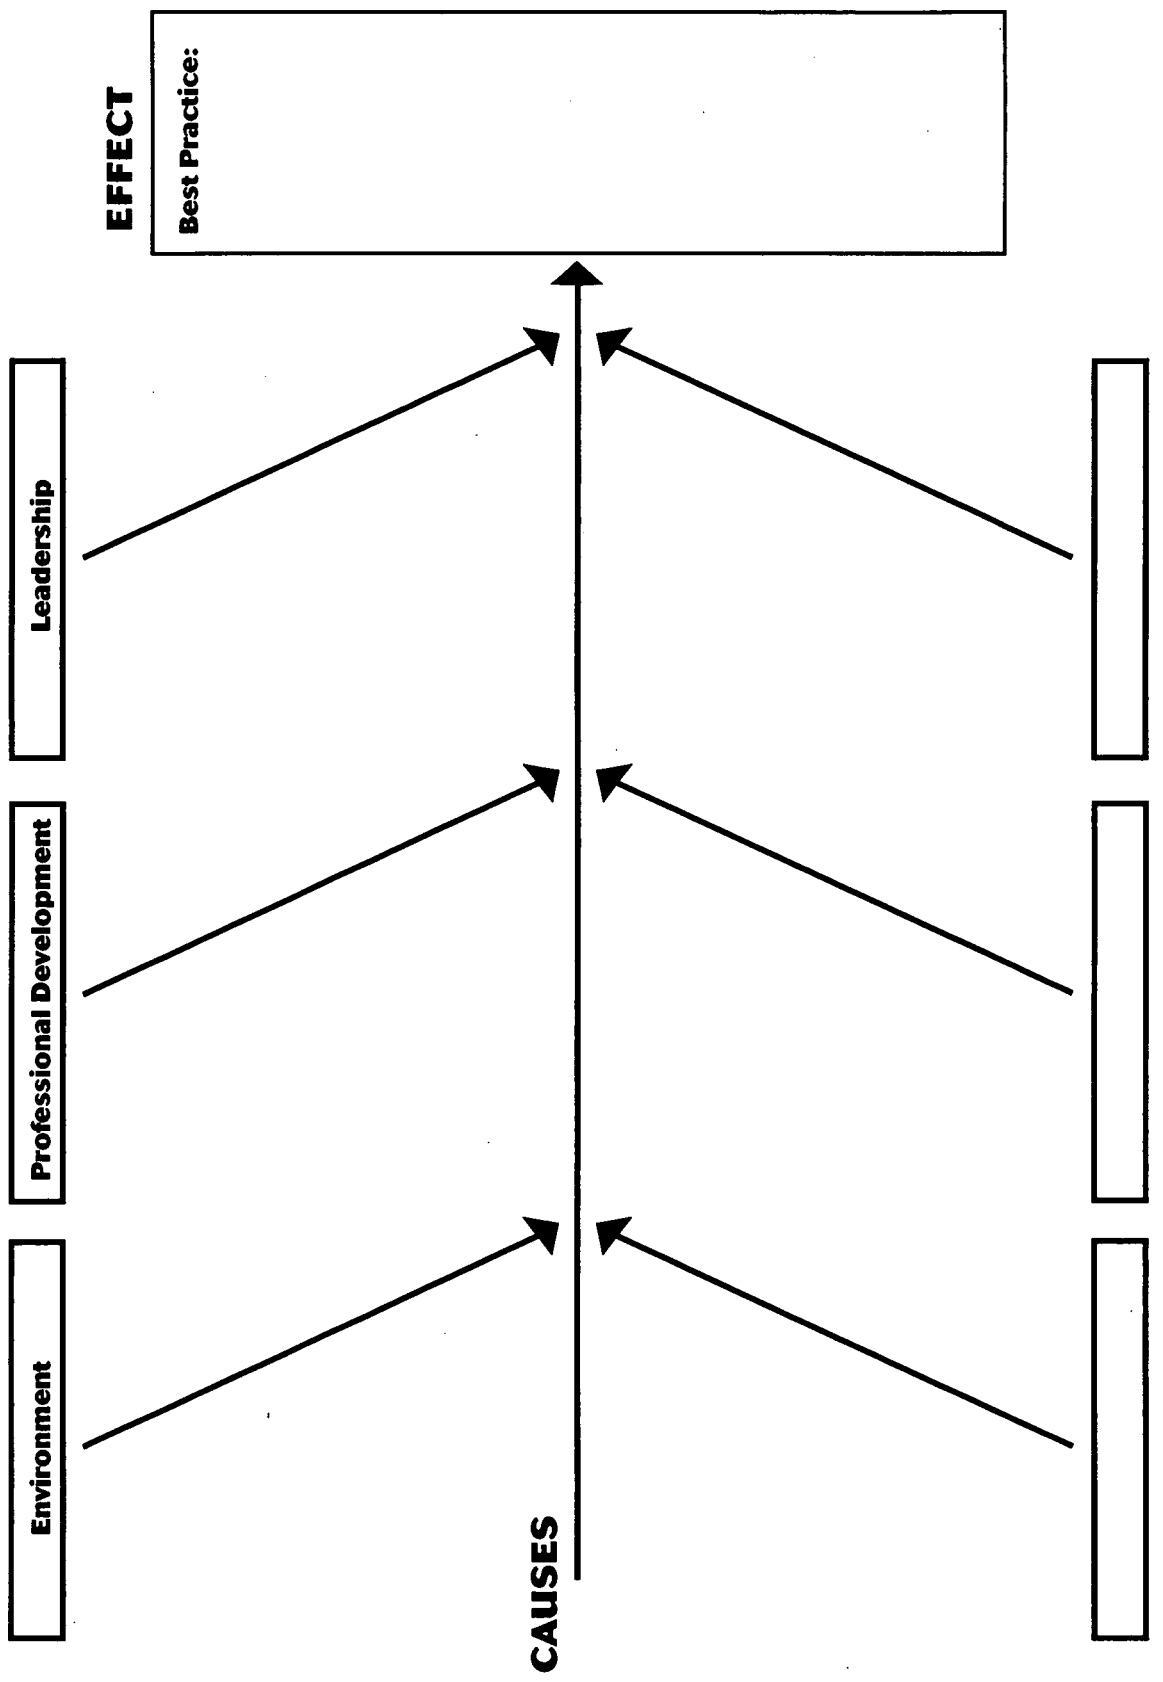 EFFECT
Best Practice:
Environment
Professional Development
Leadership
CAUSES